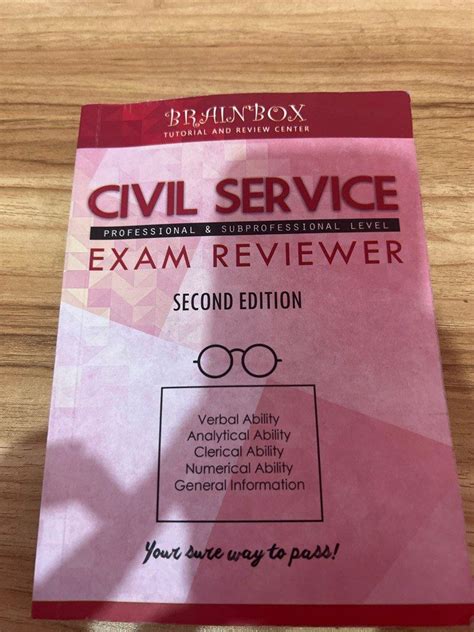 BRAINBOX
TUTORIAL AND REVIEW CENTER
CIVIL SERVICE
PROFESSIONAL & SUBPROFESSIONAL LEVEL
EXAM REVIEWER
SECOND EDITION
Verbal Ability
Analytical Ability
Clerical Ability
Numerical Ability
General Information
Your sure way to pass!